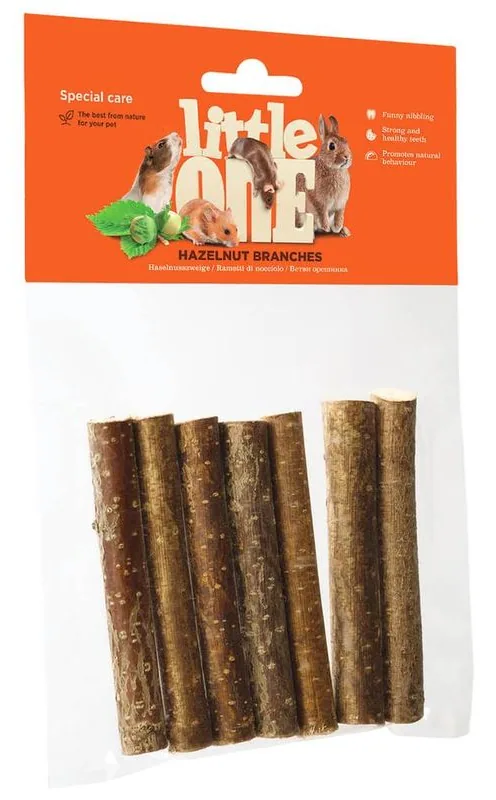 Special care
The best from nature
for your pet
little
ONE
Funny nibbling
Strong and
healthy teeth
Promotes natural
behaviour
HAZELNUT BRANCHES
Haselnusszweige / Rametti di nocciolo / Ветки орешника